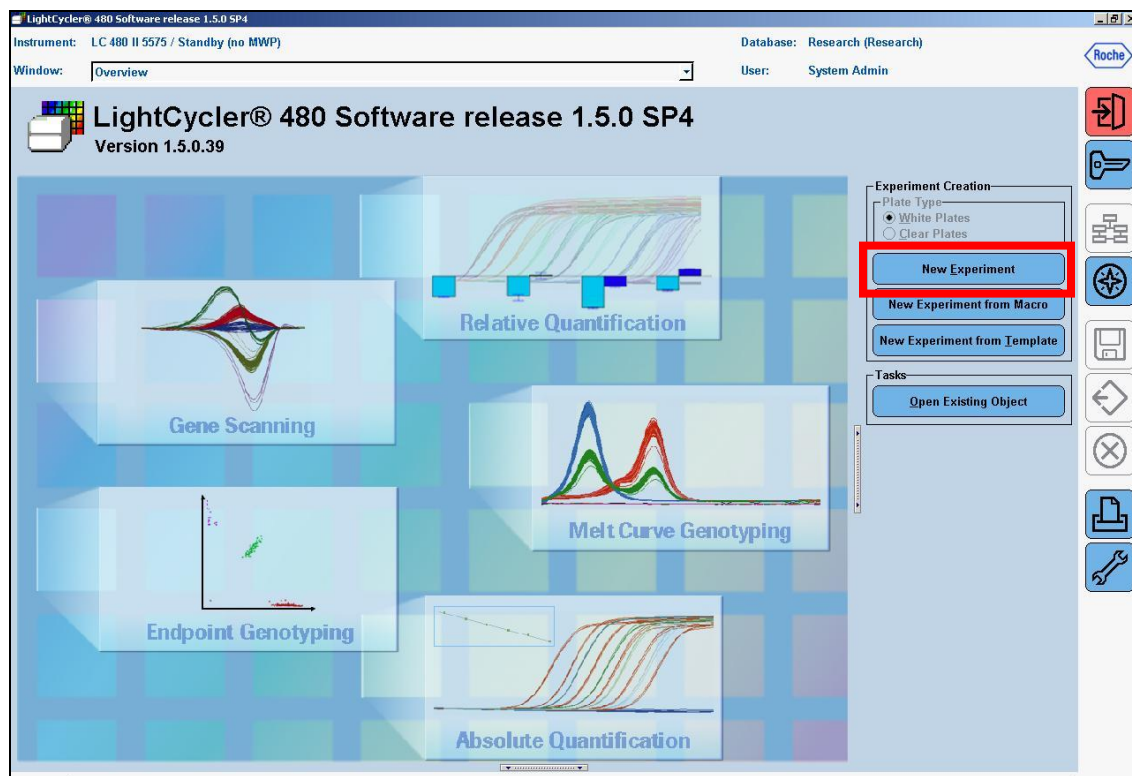 LightCycler® 480 Software release 1.5.0 SP4
Instrument: LC 480 II 5575 / Standby (no MWP)
Database: Research (Research)
Window: Overview
User: System Admin
Roche
LightCycler® 480 Software release 1.5.0 SP4
Version 1.5.0.39
Experiment Creation
Plate Type
White Plates
Clear Plates
New Experiment
New Experiment from Macro
New Experiment from Template
Tasks
Open Existing Object
Relative Quantification
Gene Scanning
Melt Curve Genotyping
Endpoint Genotyping
Absolute Quantification